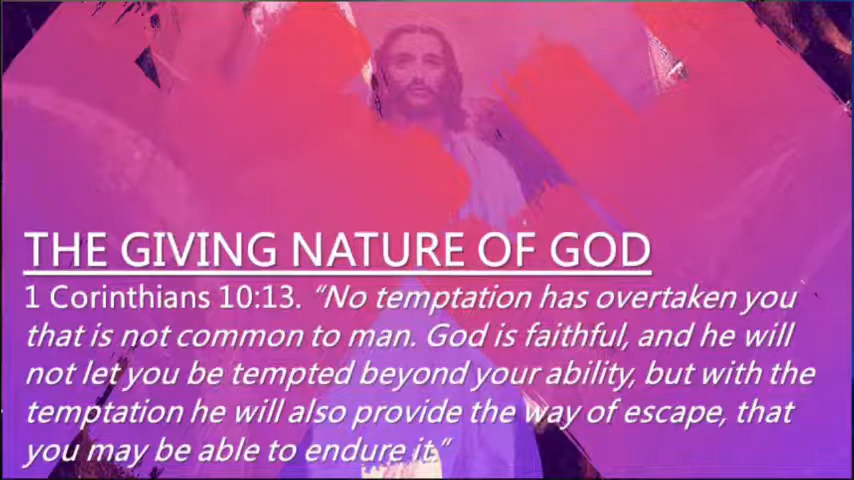 THE GIVING NATURE OF GOD
1 Corinthians 10:13. “No temptation has overtaken you
that is not common to man. God is faithful, and he will
not let you be tempted beyond your ability, but with the
temptation he will also provide the way of escape, that
you may be able to endure it.”